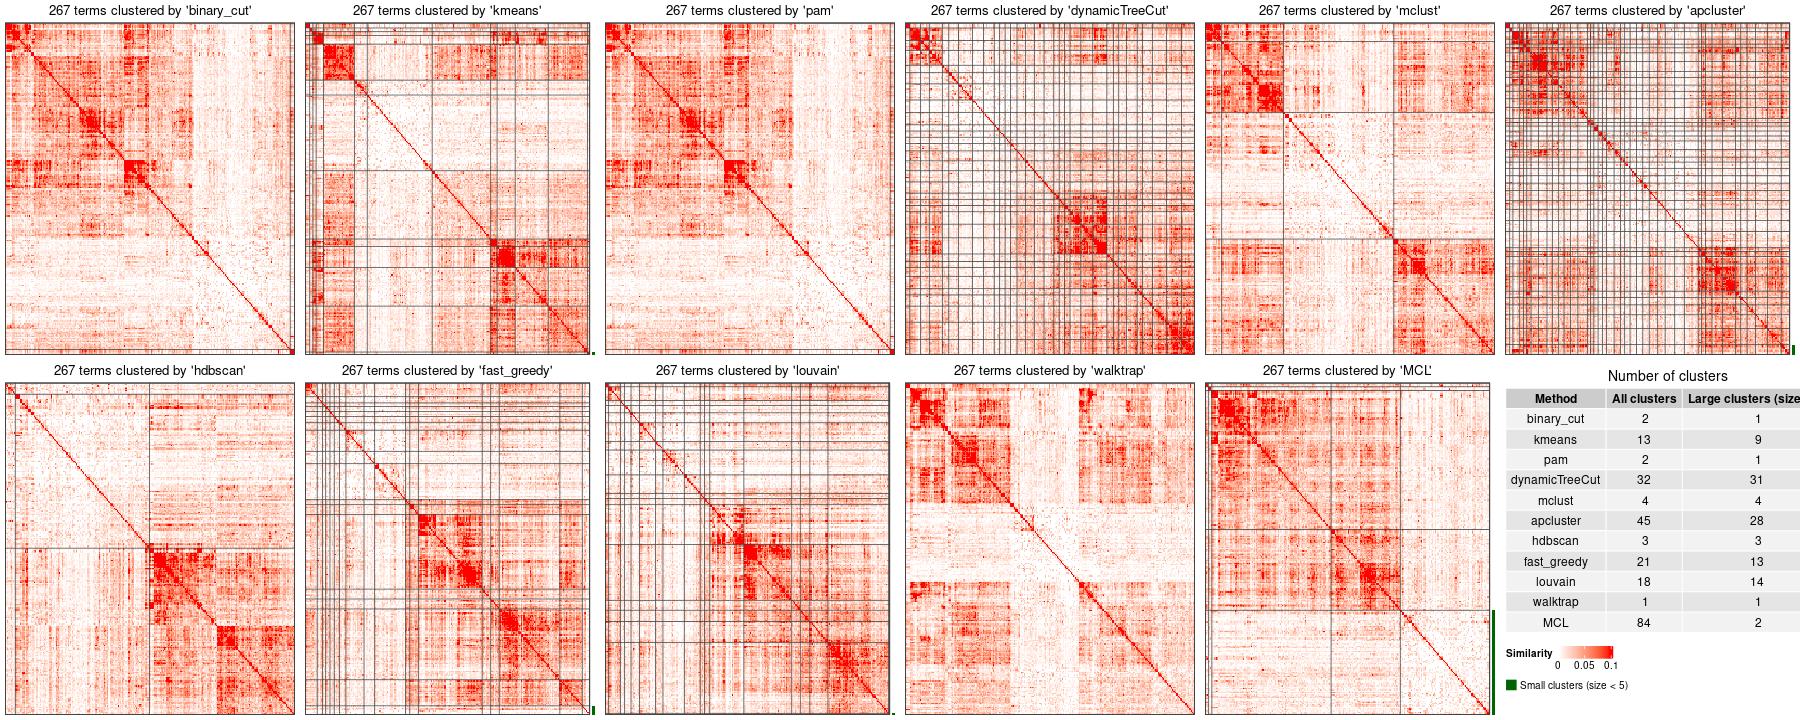 267 terms clustered by 'binary_cut'
267 terms clustered by 'kmeans'
267 terms clustered by 'pam'
267 terms clustered by 'dynamicTreeCut'
267 terms clustered by 'mclust'
267 terms clustered by 'apcluster'
267 terms clustered by 'hdbscan'
267 terms clustered by 'fast_greedy'
267 terms clustered by 'louvain'
267 terms clustered by 'walktrap'
267 terms clustered by 'MCL'
Number of clusters
Method All clusters Large clusters (size
binary_cut 2 1
kmeans 13 9
pam 2 1
dynamicTreeCut 32 31
mclust 4 4
apcluster 45 28
hdbscan 3 3
fast_greedy 21 13
louvain 18 14
walktrap 1 1
MCL 84 2
Similarity
0 0.05 0.1
Small clusters (size < 5)